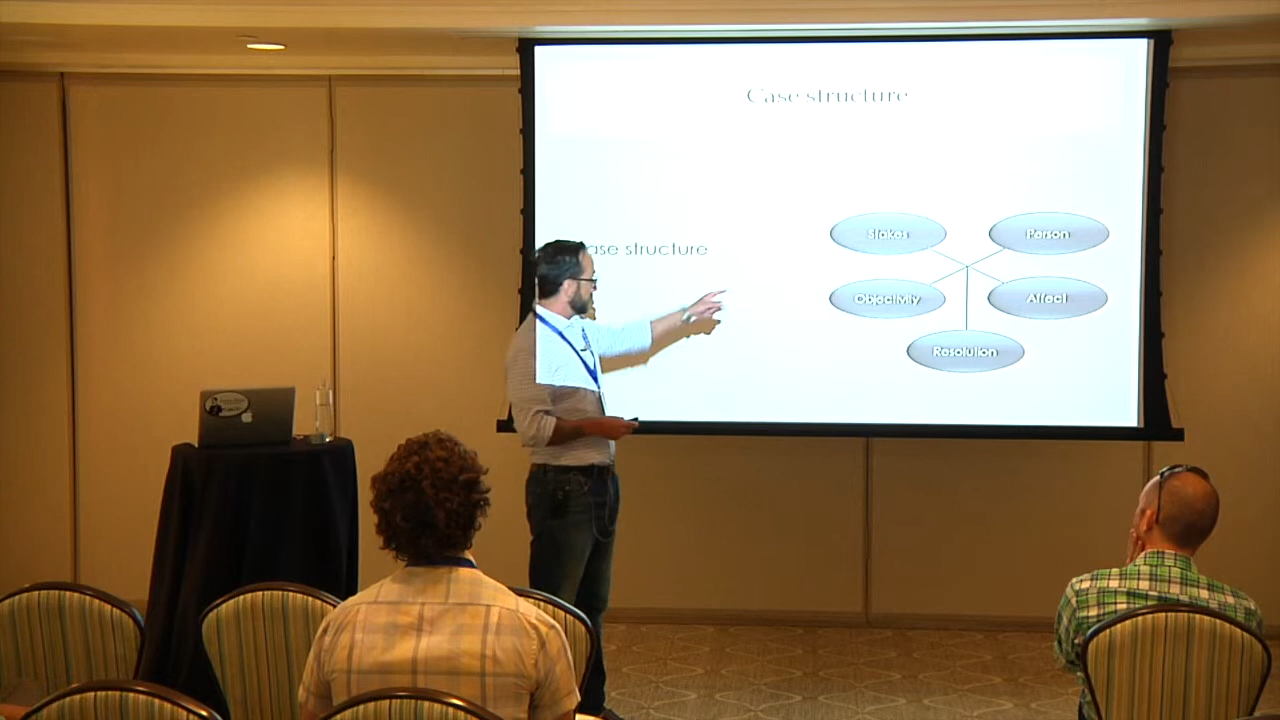 Case structure
ase structure
Stakes
Person
Objectivity
Affect
Resolution